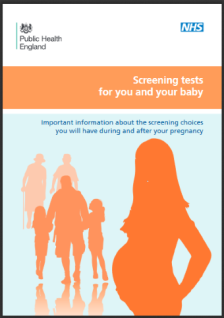 Public Health
England
NHS
Screening tests
for you and your baby
Important information about the screening choices
you will have during and after your pregnancy